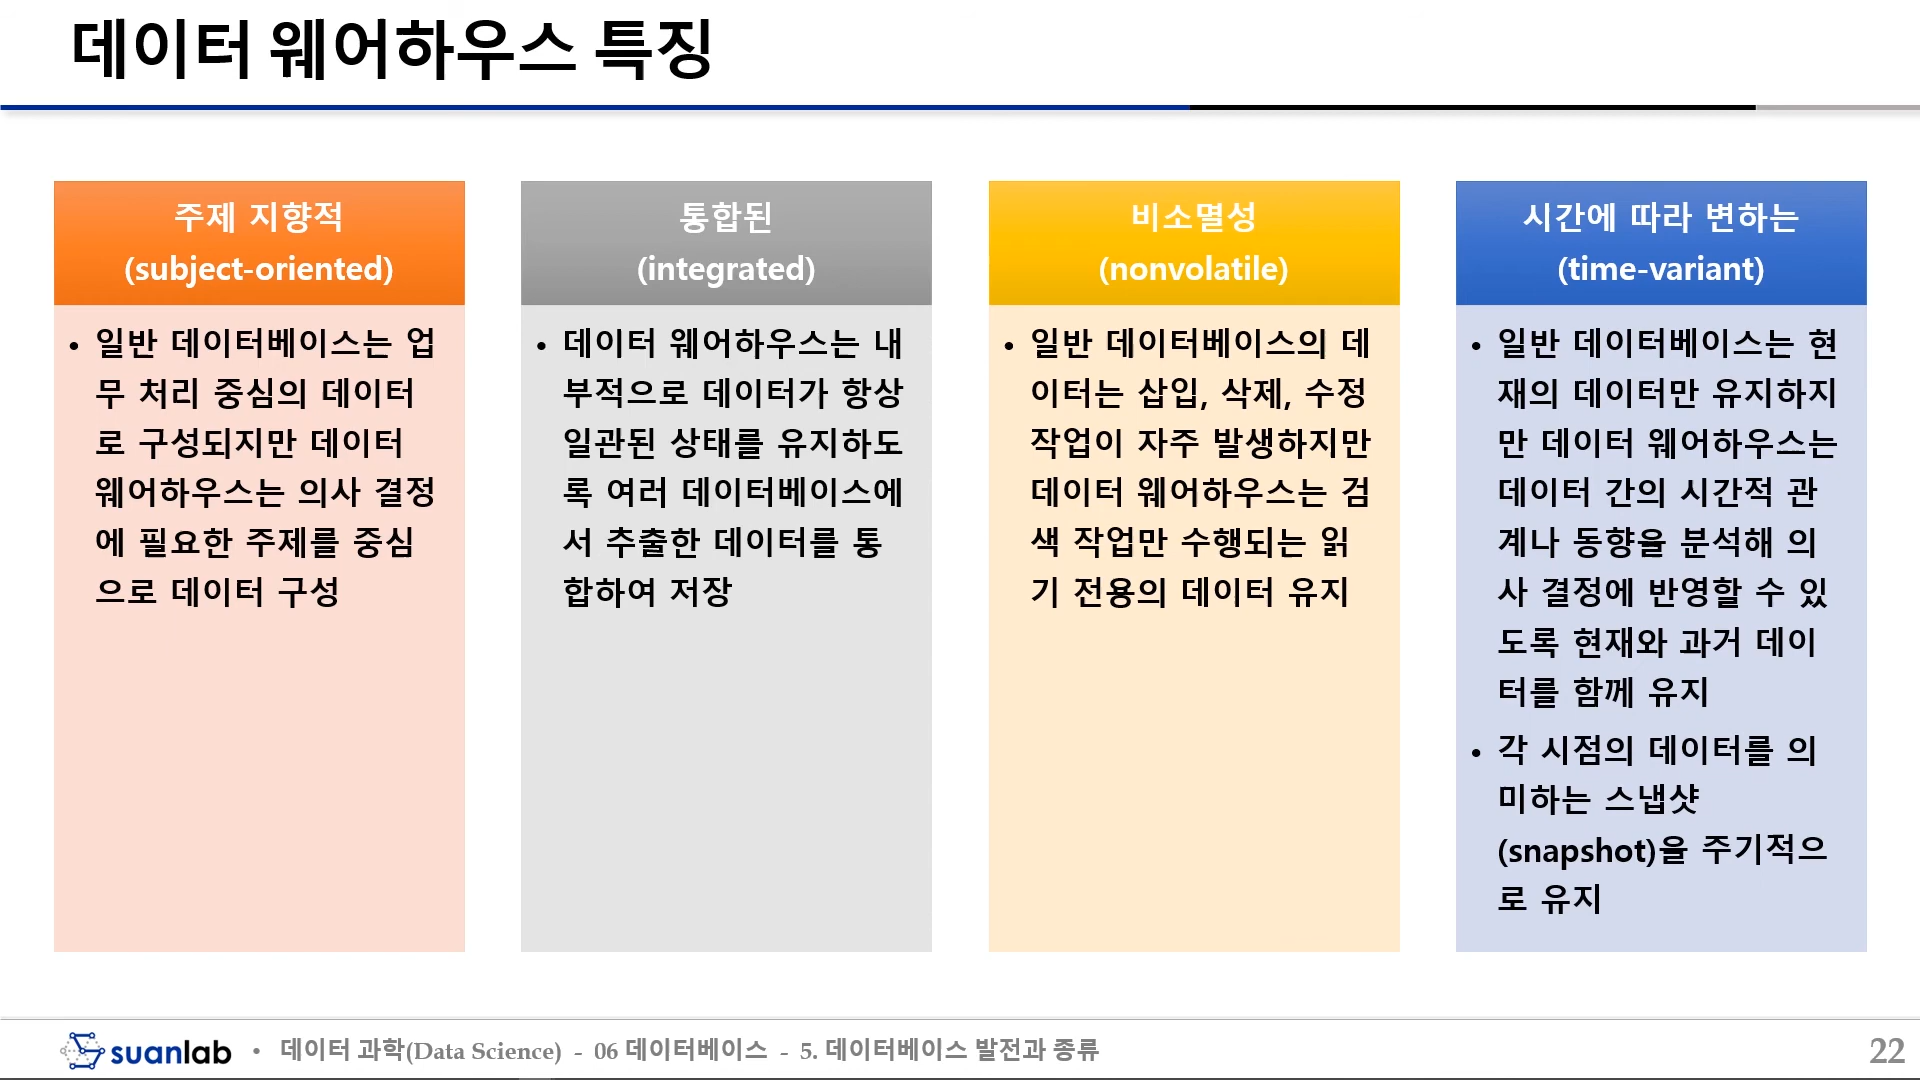 데이터 웨어하우스 특징
주제 지향적
(subject-oriented)
• 일반 데이터베이스는 업
무 처리 중심의 데이터
로 구성되지만 데이터
웨어하우스는 의사 결정
에 필요한 주제를 중심
으로 데이터 구성
통합된
(integrated)
• 데이터 웨어하우스는 내
부적으로 데이터가 항상
일관된 상태를 유지하도
록 여러 데이터베이스에
서 추출한 데이터를 통
합하여 저장
비소멸성
(nonvolatile)
• 일반 데이터베이스의 데
이터는 삽입, 삭제, 수정
작업이 자주 발생하지만
데이터 웨어하우스는 검
색 작업만 수행되는 읽
기 전용의 데이터 유지
시간에 따라 변하는
(time-variant)
• 일반 데이터베이스는 현
재의 데이터만 유지하지
만 데이터 웨어하우스는
데이터 간의 시간적 관
계나 동향을 분석해 의
사 결정에 반영할 수 있
도록 현재와 과거 데이
터를 함께 유지
• 각 시점의 데이터를 의
미하는 스냅샷
(snapshot)을 주기적으
로 유지
suanlab • 데이터 과학(Data Science) - 06 데이터베이스 - 5. 데이터베이스 발전과 종류
22